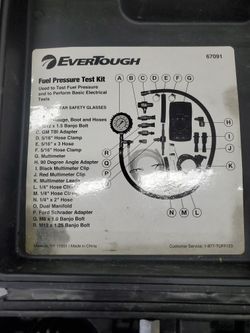 EVERTOUGH
67091
Fuel Pressure Test Kit
Used to Test Fuel Pressure
and to Perform Basic Electrical
Tests
WEAR SAFETY GLASSES
A B C D E F G
Gauge, Boot and Hoses
M12 x 1.5 Banjo Bolt
C. GM TBI Adapter
D. 5/16" Hose Clamp
E. 5/16" x 3" Hose
F. 5/16" Hose Clamp
G. Multimeter
H. 90 Degree Angle Adapter
I. Black Multimeter Clip
J. Red Multimeter Clip
K. Multimeter Leads
L. 1/4" Hose Clamp
M. 1/4" Hose Clamp
N. 1/4" x 2" Hose
O. Dual Manifold
P. Ford Schrader Adapter
Q. M8 x 1.0 Banjo Bolt
R. M12 x 1.25 Banjo Bolt
H
I
J
K
R
Q
P
O
N M L
Made in China
Customer Service: 1-877-